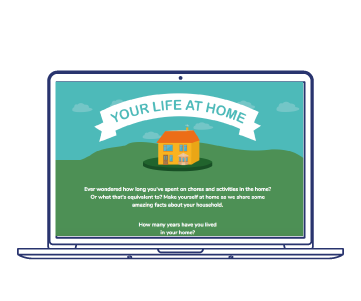 YOUR LIFE AT HOME
Ever wondered how long you've spent on chores and activities in the home?
Or what that's equivalent to? Make yourself at home as we share some
amazing facts about your household.
How many years have you lived
in your home?